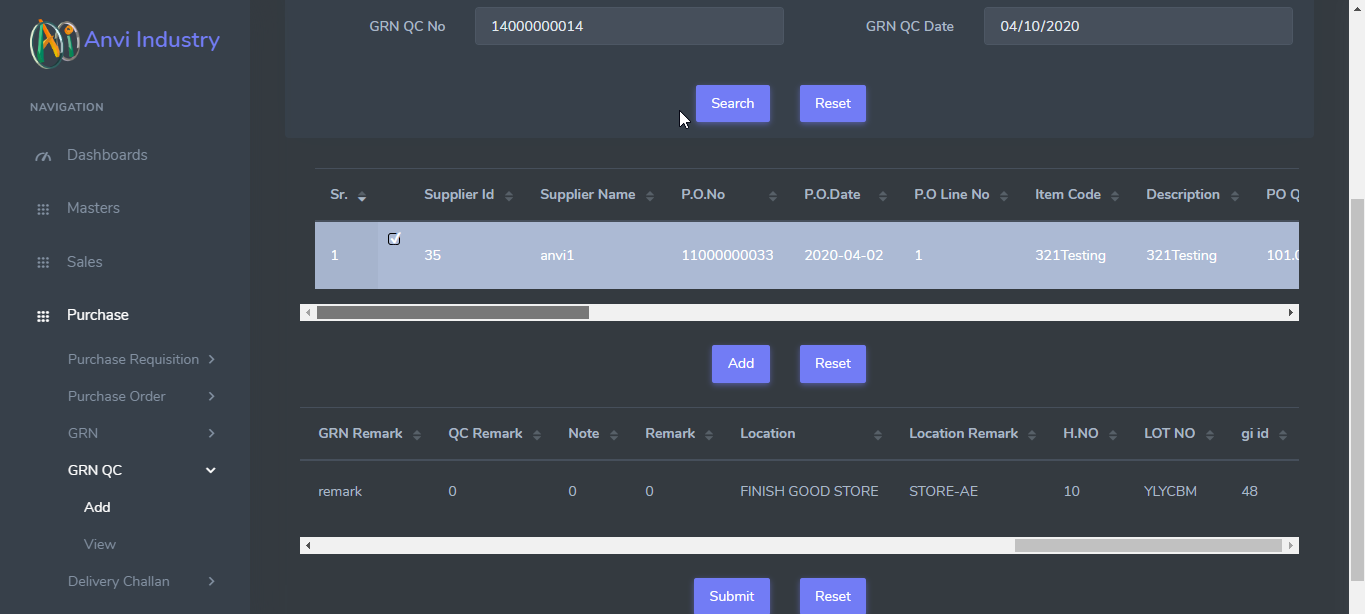 Anvi Industry
NAVIGATION
Dashboards
Masters
Sales
Purchase
Purchase Requisition
Purchase Order
GRN
GRN QC
Add
View
Delivery Challan
GRN QC No 14000000014 GRN QC Date 04/10/2020
Search Reset
Sr. Supplier Id Supplier Name P.O.No P.O.Date P.O Line No Item Code Description PO Q
1 35 anvi1 11000000033 2020-04-02 1 321Testing 321Testing 101.0
Add Reset
GRN Remark QC Remark Note Remark Location Location Remark H.NO LOT NO gi id
remark 0 0 0 FINISH GOOD STORE STORE-AE 10 YLYCBM 48
Submit Reset